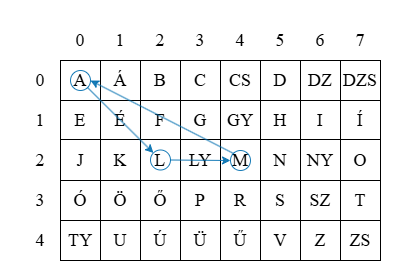 0 1 2 3 4 5 6 7
0 A Á B C CS D DZ DZS
1 E É F G GY H I Í
2 J K L LY M N NY O
3 Ó Ö Ő P R S SZ T
4 TY U Ú Ü Ű V Z ZS